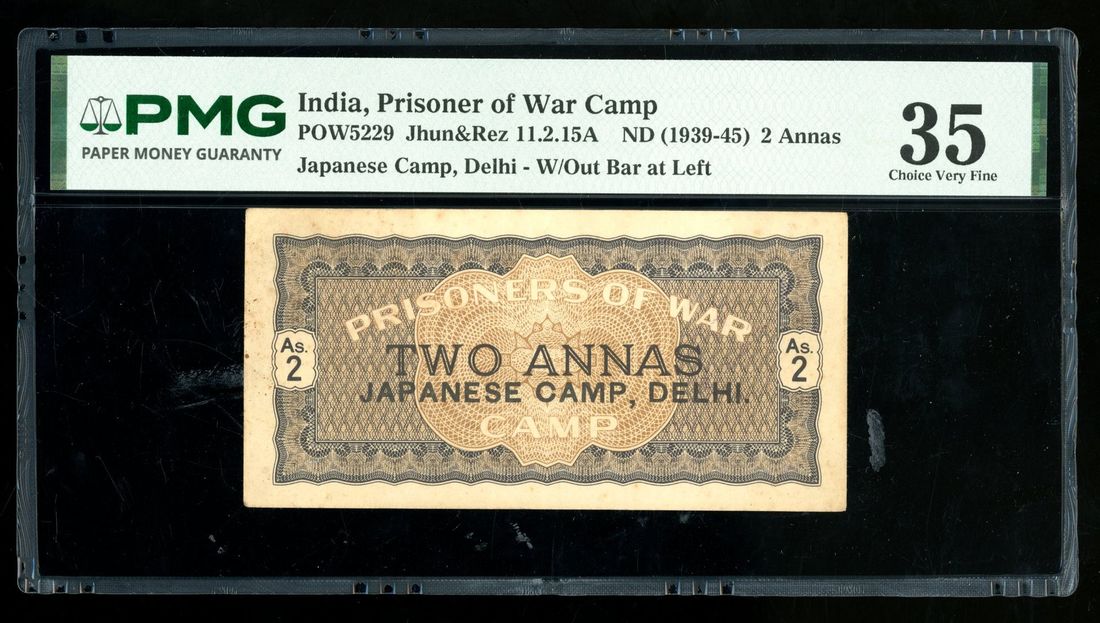 PMG
PAPER MONEY GUARANTY
India, Prisoner of War Camp
POW5229 Jhun&Rez 11.2.15A ND (1939-45) 2 Annas
Japanese Camp, Delhi - W/Out Bar at Left
35
Choice Very Fine
PRISONERS OF WAR
As. 2
TWO ANNAS
As. 2
JAPANESE CAMP, DELHI.
CAMP